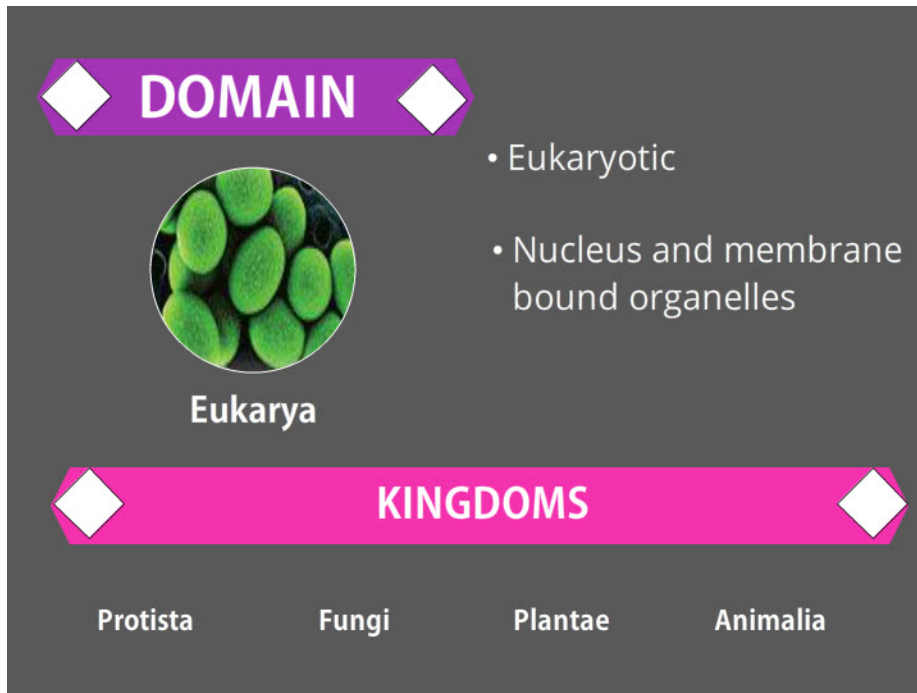 DOMAIN
• Eukaryotic
• Nucleus and membrane
bound organelles
Eukarya
KINGDOMS
Protista Fungi Plantae Animalia